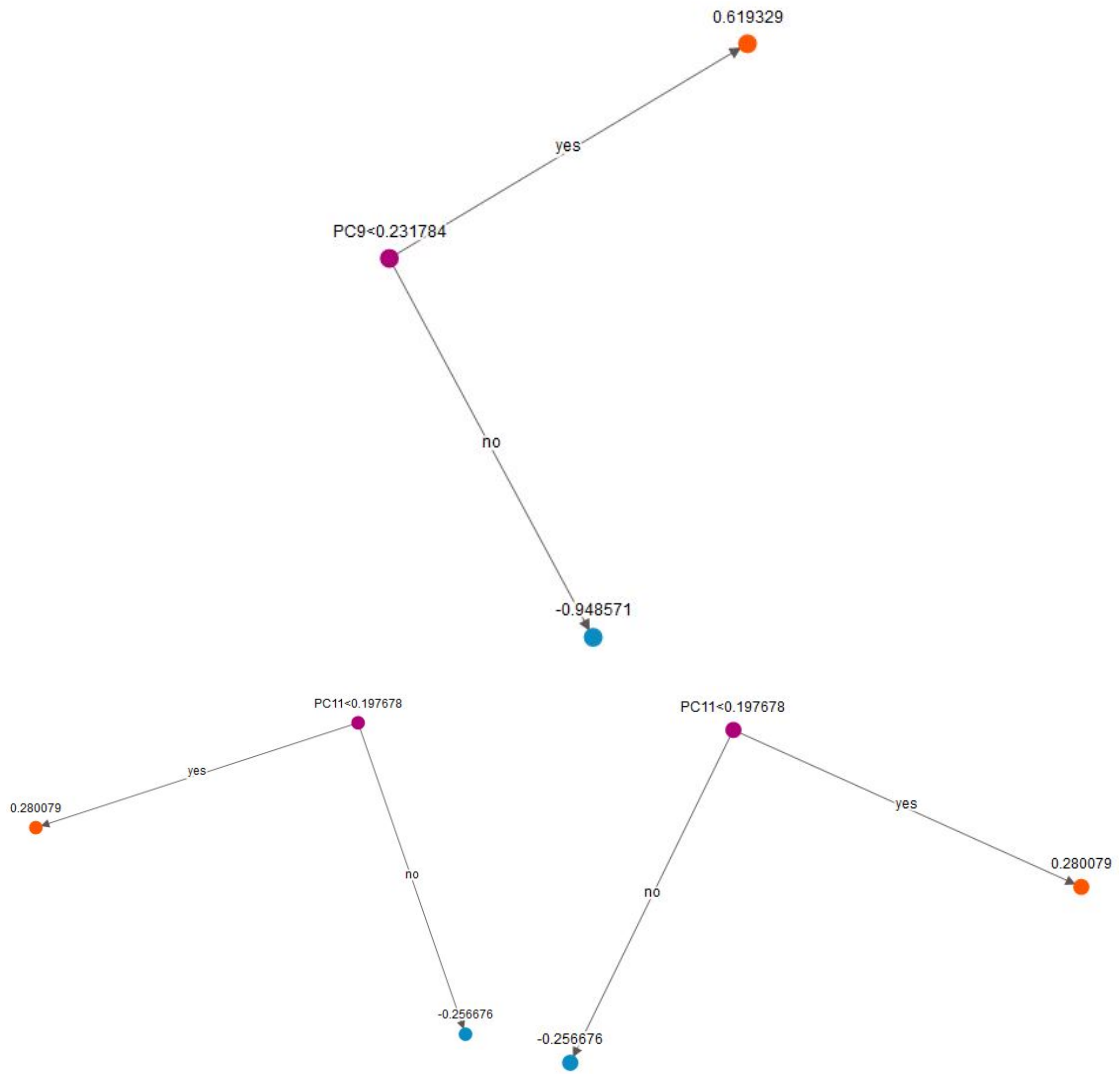 0.619329
yes
PC9<0.231784
no
-0.948571
PC11<0.197678
yes
0.280079
no
-0.256676
PC11<0.197678
yes
0.280079
no
-0.256676